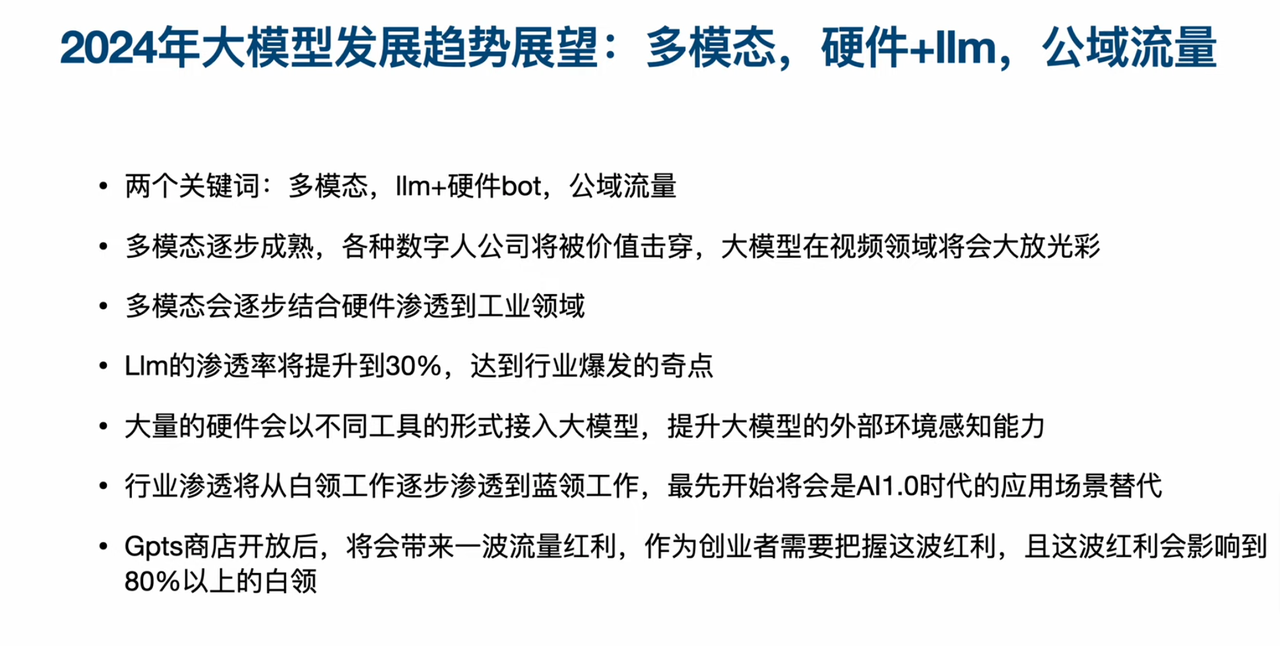 2024年大模型发展趋势展望：多模态，硬件+llm，公域流量
• 两个关键词：多模态，llm+硬件bot，公域流量
• 多模态逐步成熟，各种数字人公司将被价值击穿，大模型在视频领域将会大放光彩
• 多模态会逐步结合硬件渗透到工业领域
• Llm的渗透率将提升到30%，达到行业爆发的奇点
• 大量的硬件会以不同工具的形式接入大模型，提升大模型的外部环境感知能力
• 行业渗透将从白领工作逐步渗透到蓝领工作，最先开始将会是AI1.0时代的应用场景替代
• Gpts商店开放后，将会带来一波流量红利，作为创业者需要把握这波红利，且这波红利会影响到
80%以上的白领